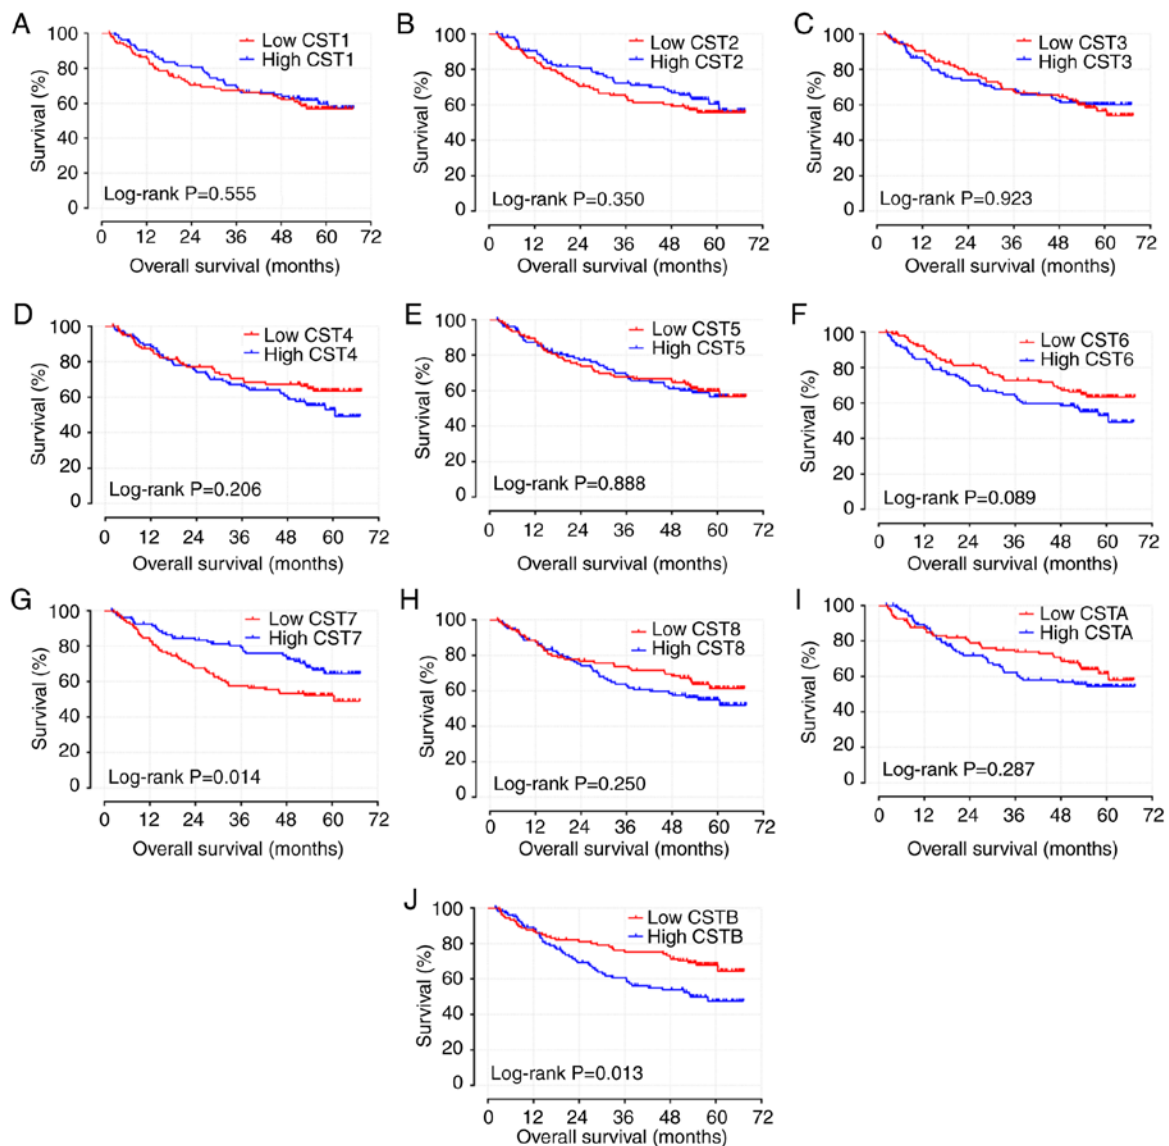 A
Low CST1
High CST1
100
80
60
40
20
0
Survival (%)
Log-rank P=0.555
0 12 24 36 48 60 72
Overall survival (months)
B
Low CST2
High CST2
100
80
60
40
20
0
Survival (%)
Log-rank P=0.350
0 12 24 36 48 60 72
Overall survival (months)
C
Low CST3
High CST3
100
80
60
40
20
0
Survival (%)
Log-rank P=0.923
0 12 24 36 48 60 72
Overall survival (months)
D
Low CST4
High CST4
100
80
60
40
20
0
Survival (%)
Log-rank P=0.206
0 12 24 36 48 60 72
Overall survival (months)
E
Low CST5
High CST5
100
80
60
40
20
0
Survival (%)
Log-rank P=0.888
0 12 24 36 48 60 72
Overall survival (months)
F
Low CST6
High CST6
100
80
60
40
20
0
Survival (%)
Log-rank P=0.089
0 12 24 36 48 60 72
Overall survival (months)
G
Low CST7
High CST7
100
80
60
40
20
0
Survival (%)
Log-rank P=0.014
0 12 24 36 48 60 72
Overall survival (months)
H
Low CST8
High CST8
100
80
60
40
20
0
Survival (%)
Log-rank P=0.250
0 12 24 36 48 60 72
Overall survival (months)
I
Low CSTA
High CSTA
100
80
60
40
20
0
Survival (%)
Log-rank P=0.287
0 12 24 36 48 60 72
Overall survival (months)
J
Low CSTB
High CSTB
100
80
60
40
20
0
Survival (%)
Log-rank P=0.013
0 12 24 36 48 60 72
Overall survival (months)